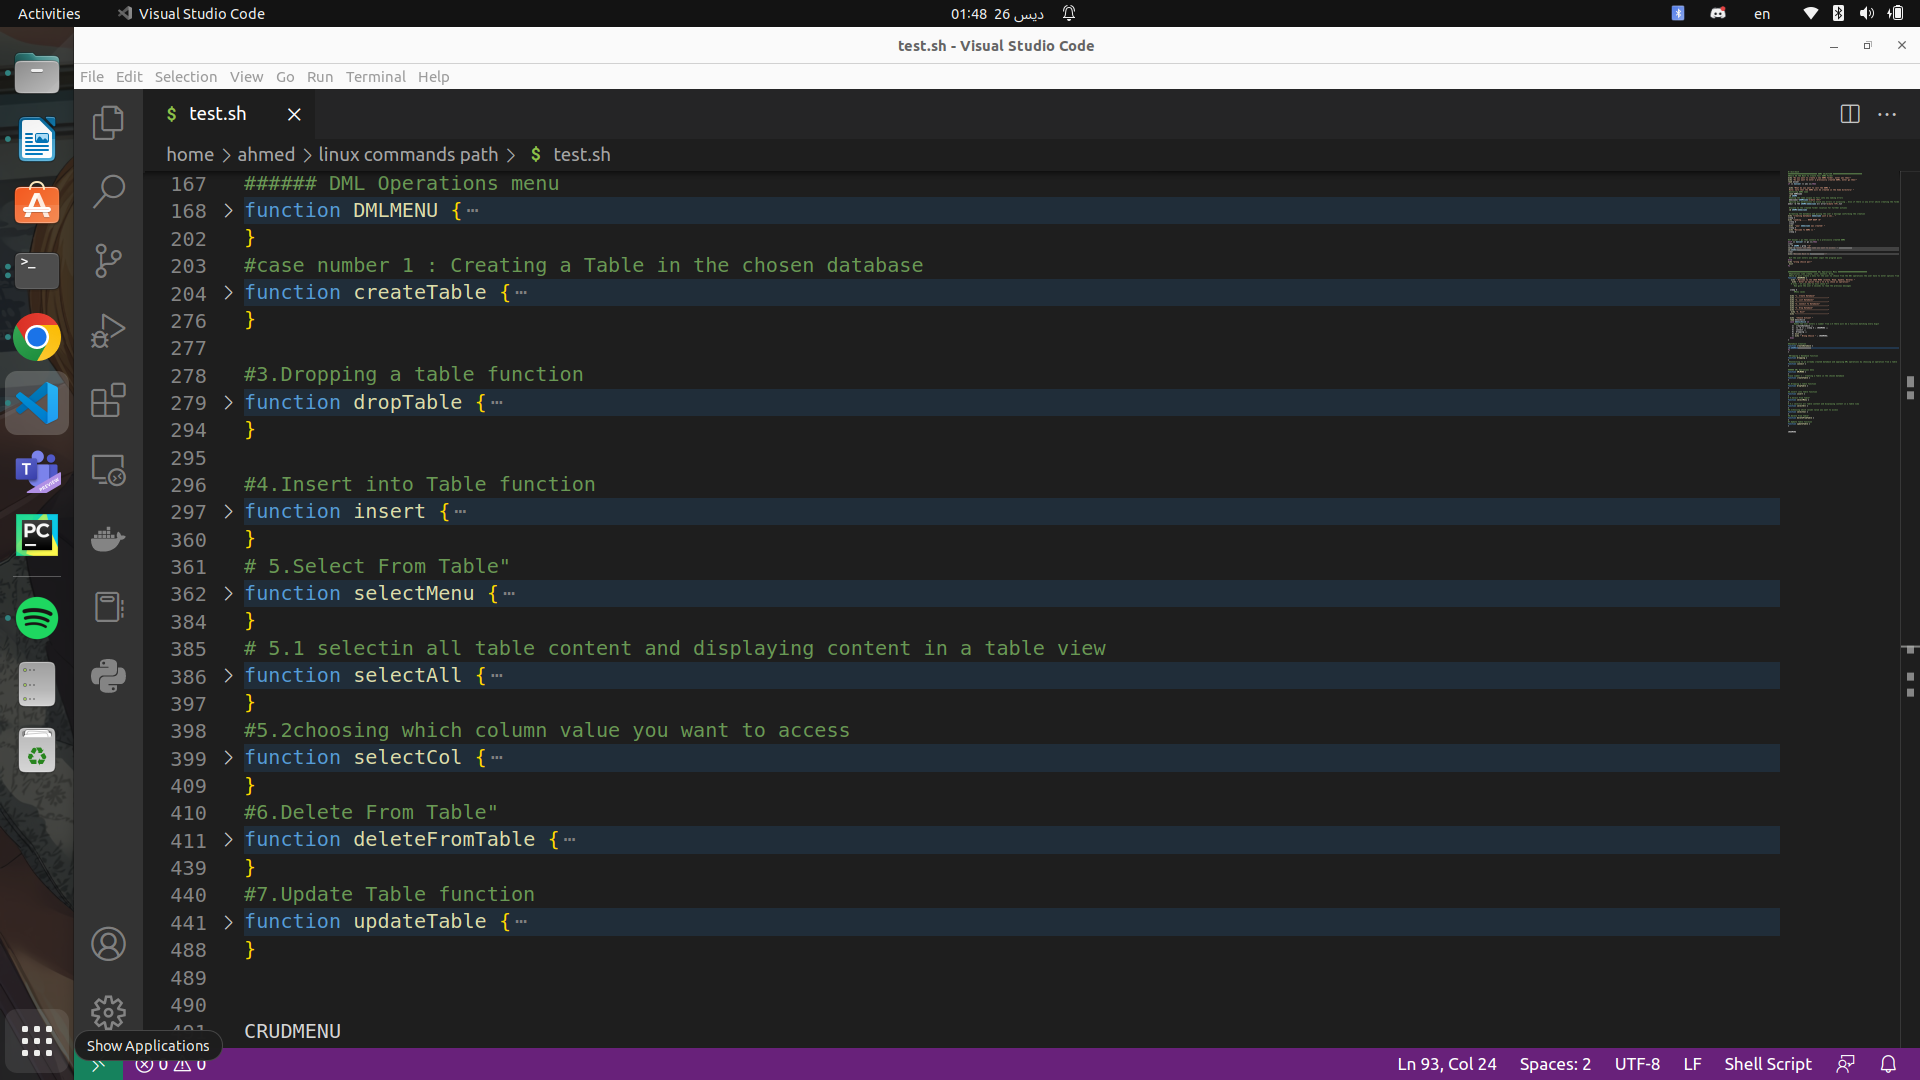 Activities Visual Studio Code 01:48 26 ديس en
test.sh - Visual Studio Code
File Edit Selection View Go Run Terminal Help
$ test.sh
home > ahmed > linux commands path > $ test.sh
167 ###### DML Operations menu
168 function DMLMENU {…
202 }
203 #case number 1 : Creating a Table in the chosen database
204 function createTable {…
276 }
277
278 #3.Dropping a table function
279 function dropTable {…
294 }
295
296 #4.Insert into Table function
297 function insert {…
360 }
361 # 5.Select From Table"
362 function selectMenu {…
384 }
385 # 5.1 selectin all table content and displaying content in a table view
386 function selectAll {…
397 }
398 #5.2choosing which column value you want to access
399 function selectCol {…
409 }
410 #6.Delete From Table"
411 function deleteFromTable {…
439 }
440 #7.Update Table function
441 function updateTable {…
488 }
489
490
491 CRUDMENU
Show Applications
0 0 Ln 93, Col 24 Spaces: 2 UTF-8 LF Shell Script